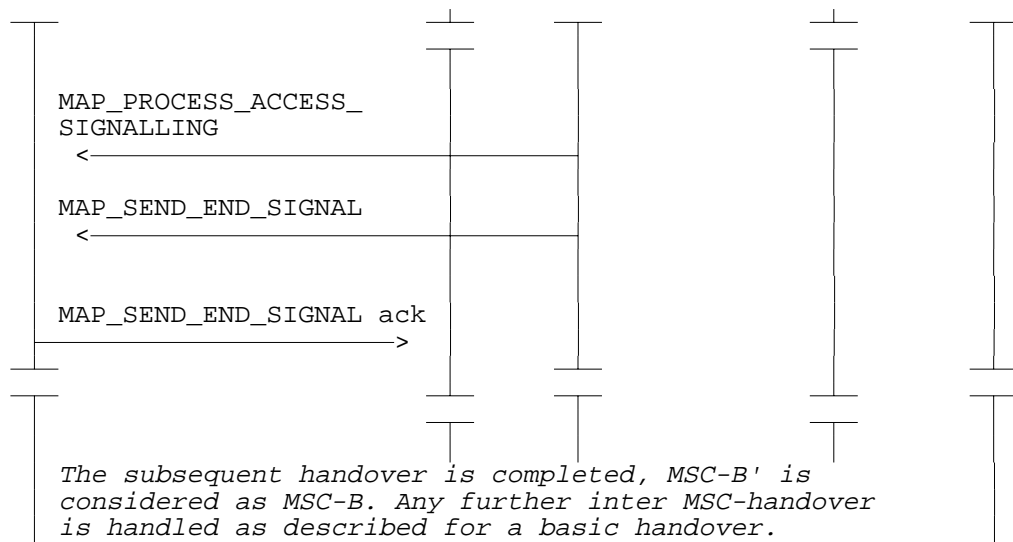 MAP_PROCESS_ACCESS_
SIGNALLING
MAP_SEND_END_SIGNAL
MAP_SEND_END_SIGNAL ack
The subsequent handover is completed, MSC-B' is
considered as MSC-B. Any further inter MSC-handover
is handled as described for a basic handover.